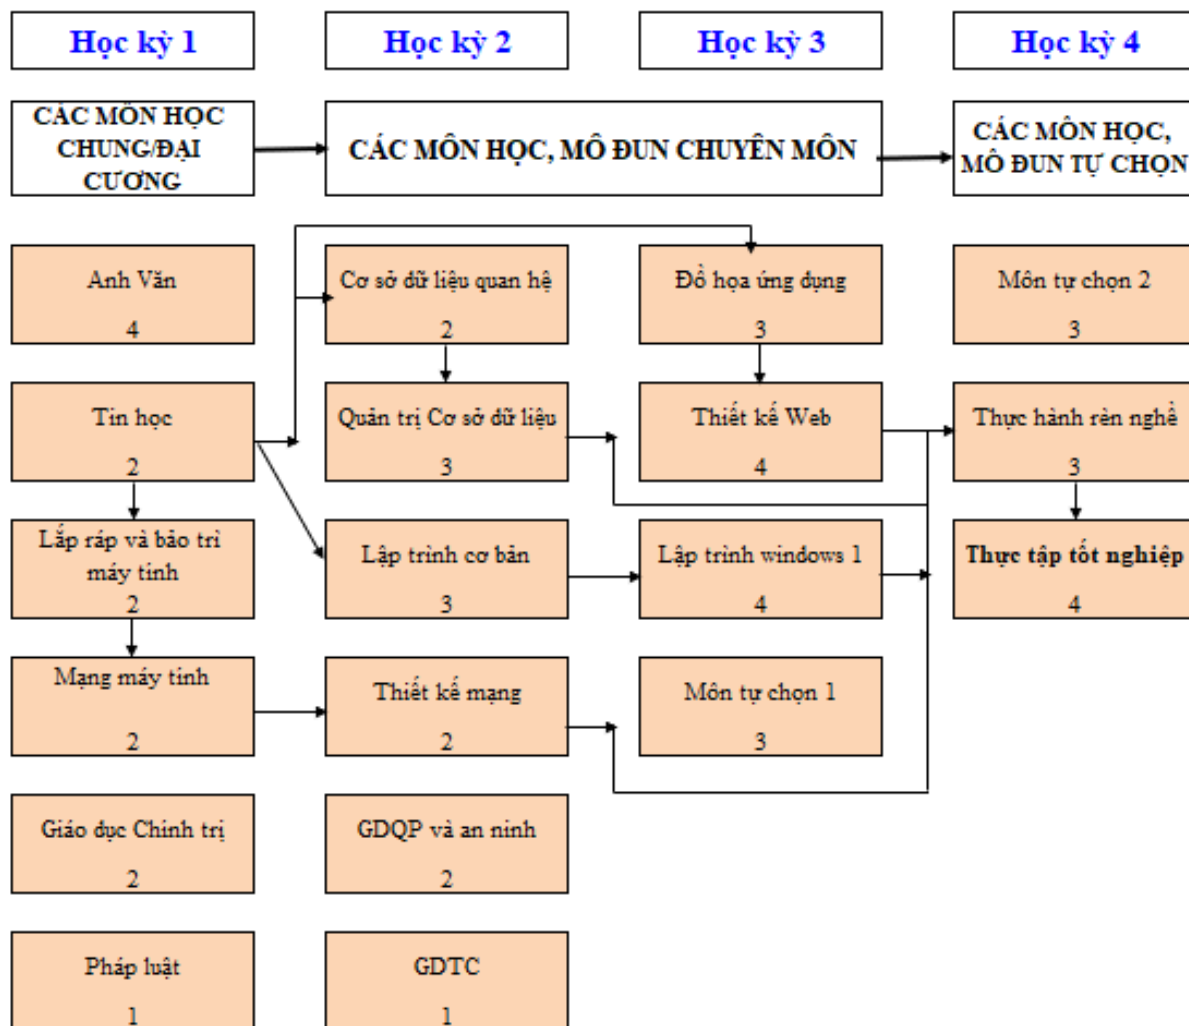 Học kỳ 1
Học kỳ 2
Học kỳ 3
Học kỳ 4
CÁC MÔN HỌC
CHUNG/ĐẠI
CƯƠNG
CÁC MÔN HỌC, MÔ ĐUN CHUYÊN MÔN
CÁC MÔN HỌC,
MÔ ĐUN TỰ CHỌN
Anh Văn
4
Cơ sở dữ liệu quan hệ
2
Đồ họa ứng dụng
3
Môn tự chọn 2
3
Tin học
2
Quản trị Cơ sở dữ liệu
3
Thiết kế Web
4
Thực hành rèn nghề
3
Lắp ráp và bảo trì
máy tính
2
Lập trình cơ bản
3
Lập trình windows 1
4
Thực tập tốt nghiệp
4
Mạng máy tính
2
Thiết kế mạng
2
Môn tự chọn 1
3
Giáo dục Chính trị
2
GDQP và an ninh
2
Pháp luật
1
GDTC
1